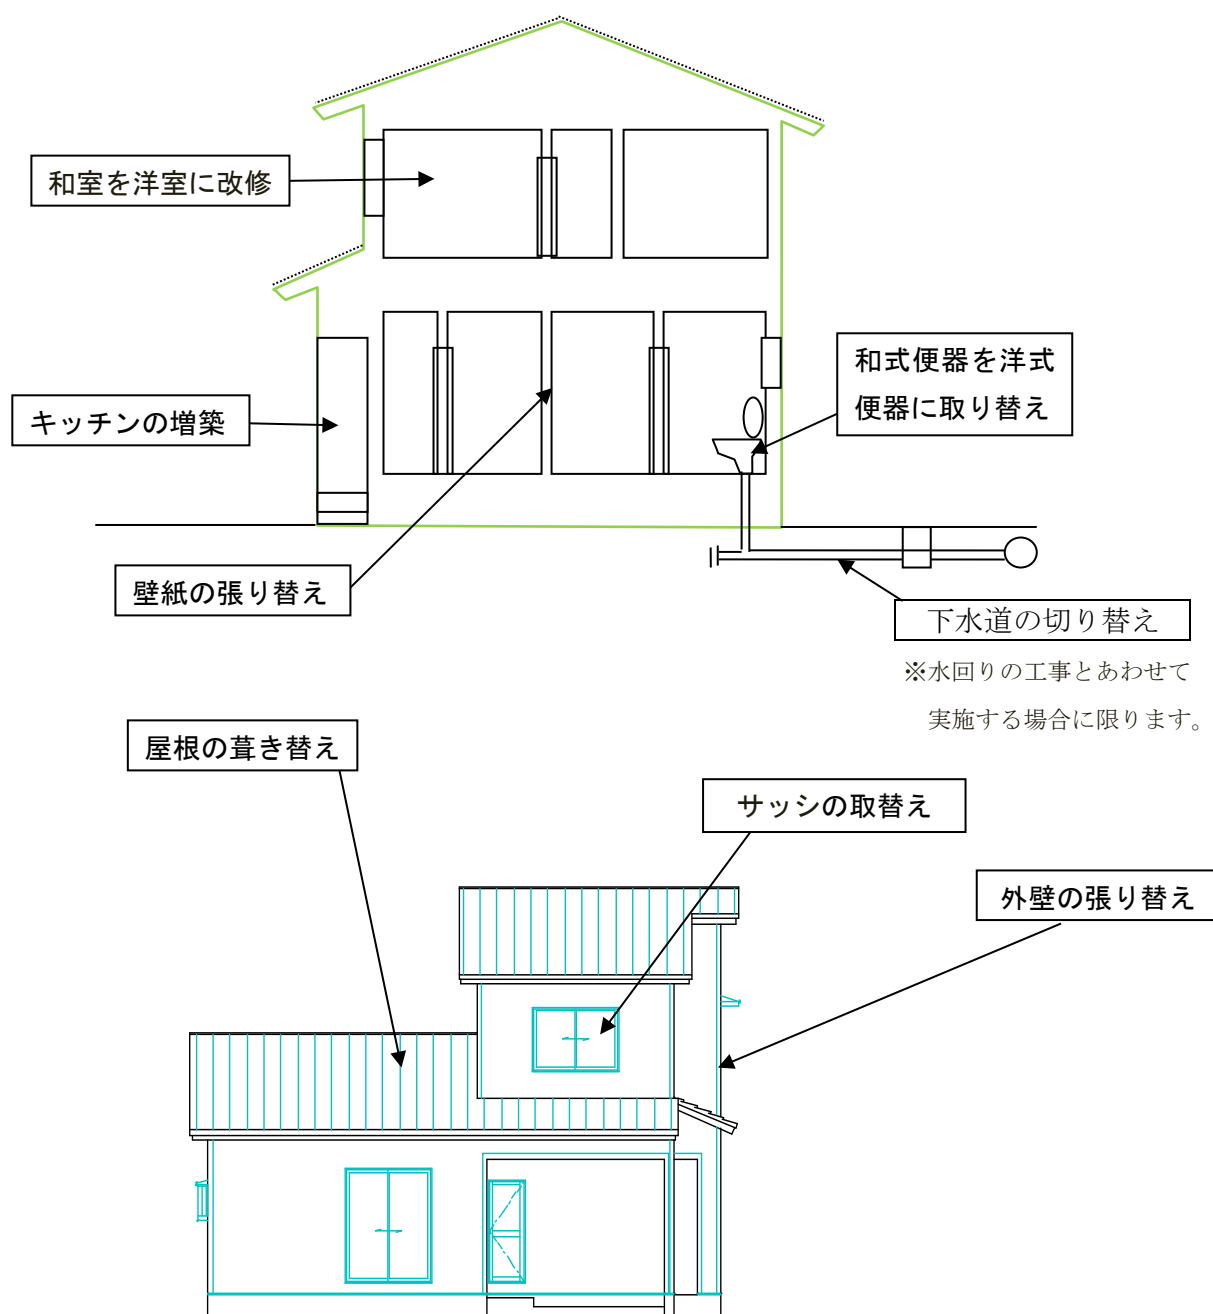 和室を洋室に改修
和式便器を洋式
便器に取り替え
キッチンの増築
壁紙の張り替え
下水道の切り替え
※水回りの工事とあわせて
実施する場合に限ります。
屋根の葺き替え
サッシの取替え
外壁の張り替え